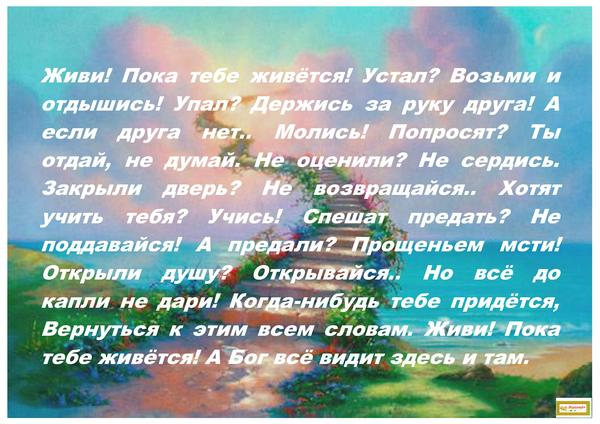 Живи! Пока тебе живётся! Устал? Возьми и
отдышись! Упал? Держись за руку друга! А
если друга нет.. Молись! Попросят? Ты
отдай, не думай. Не оценили? Не сердись.
Закрыли дверь? Не возвращайся.. Хотят
учить тебя? Учись! Спешат предать? Не
поддавайся! А предали? Прощеньем мсти!
Открыли душу? Открывайся.. Но всё до
капли не дари! Когда-нибудь тебе придётся,
Вернуться к этим всем словам. Живи! Пока
тебе живётся! А Бог всё видит здесь и там.